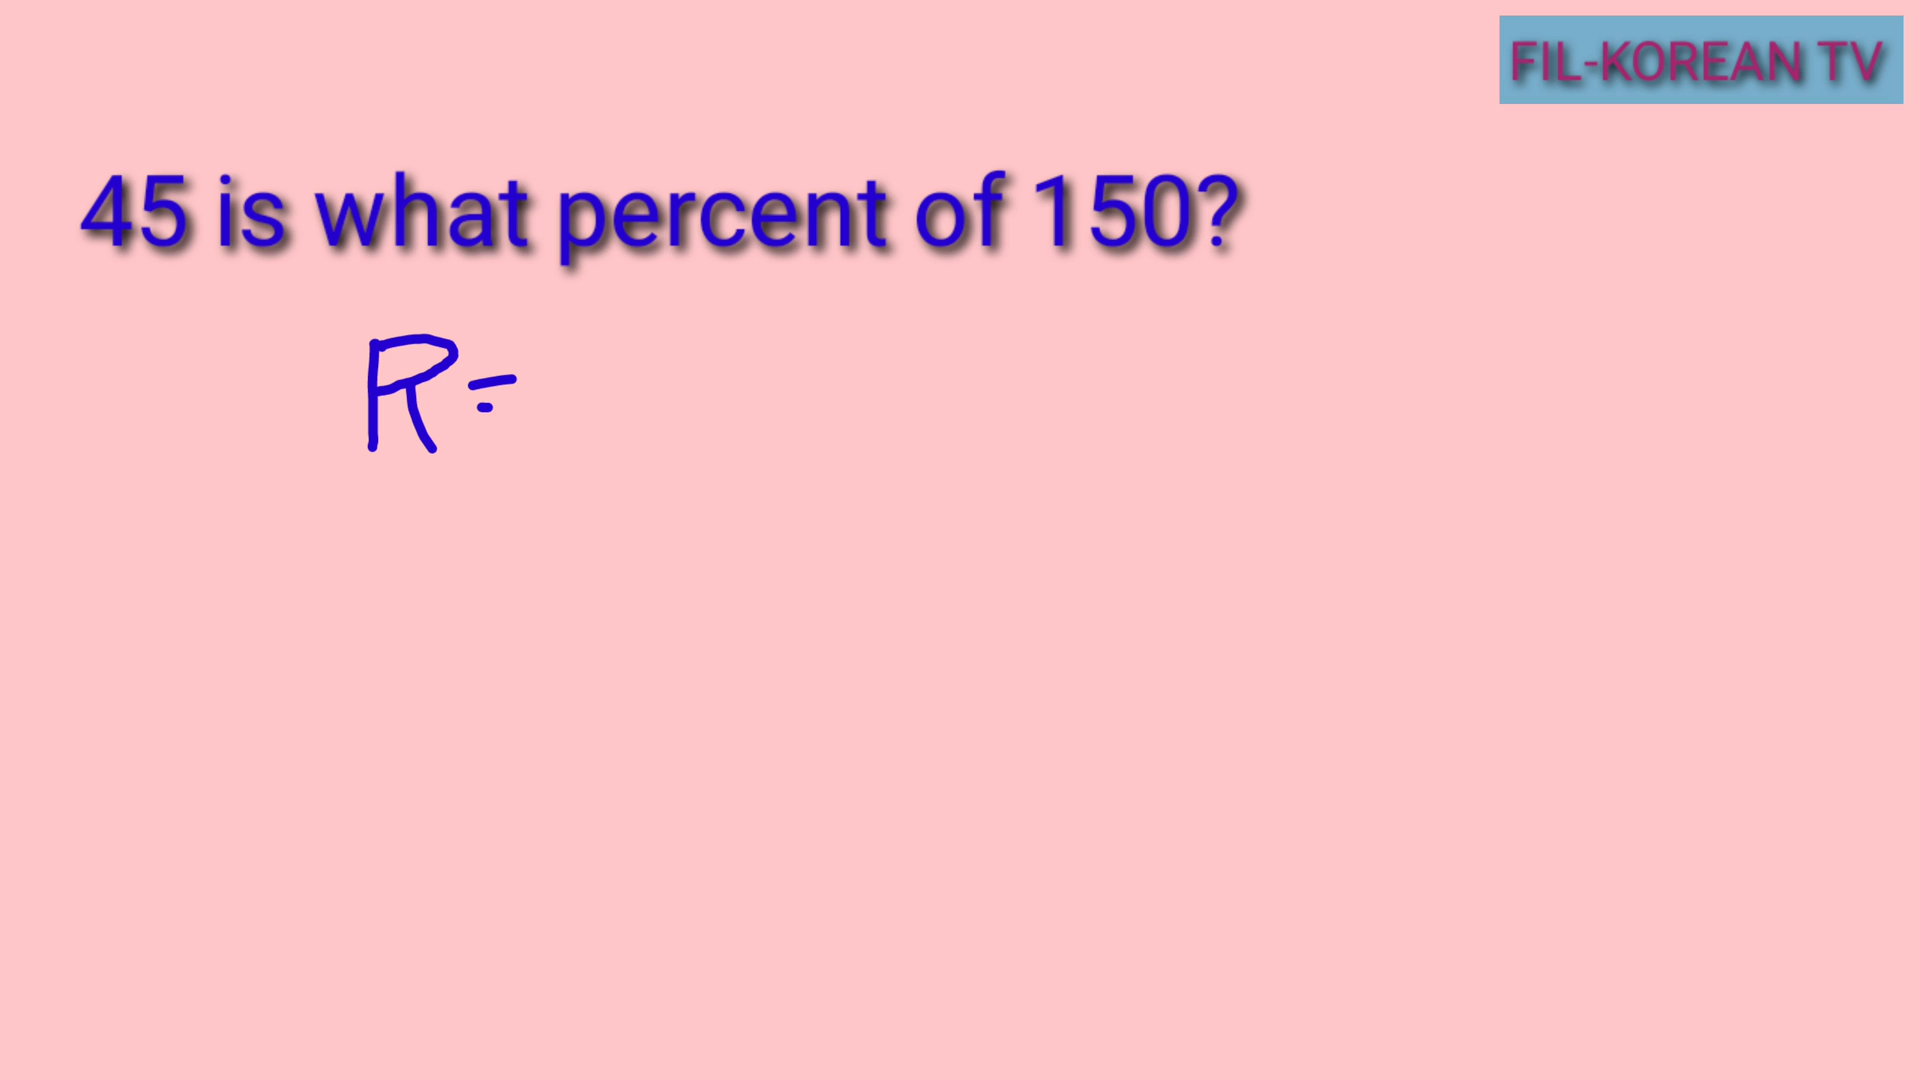 FIL-KOREAN TV
45 is what percent of 150?
R=